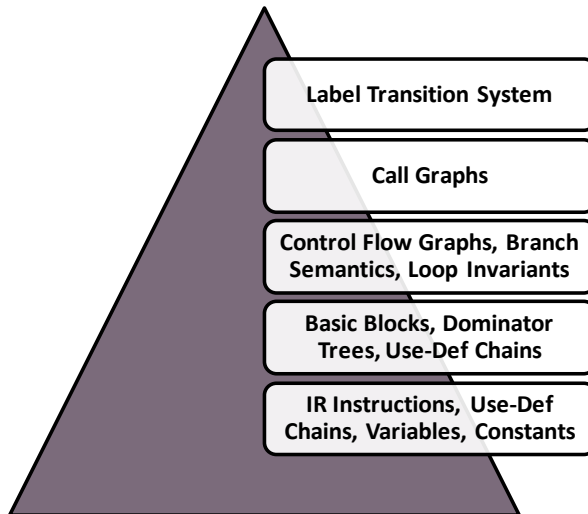 Label Transition System
Call Graphs
Control Flow Graphs, Branch
Semantics, Loop Invariants
Basic Blocks, Dominator
Trees, Use-Def Chains
IR Instructions, Use-Def
Chains, Variables, Constants